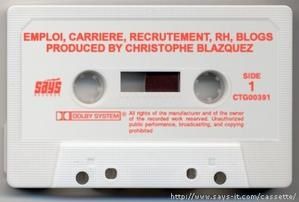 EMPLOI, CARRIERE, RECRUTEMENT, RH, BLOGS
PRODUCED BY CHRISTOPHE BLAZQUEZ
says
SIDE
1
CTG00391
DOLBY SYSTEM®
All rights of the manufacturer and of the owner
of the recorded work reserved. Unauthorized
public performance, broadcasting, and copying
prohibited
http://www.says-it.com/cassette/